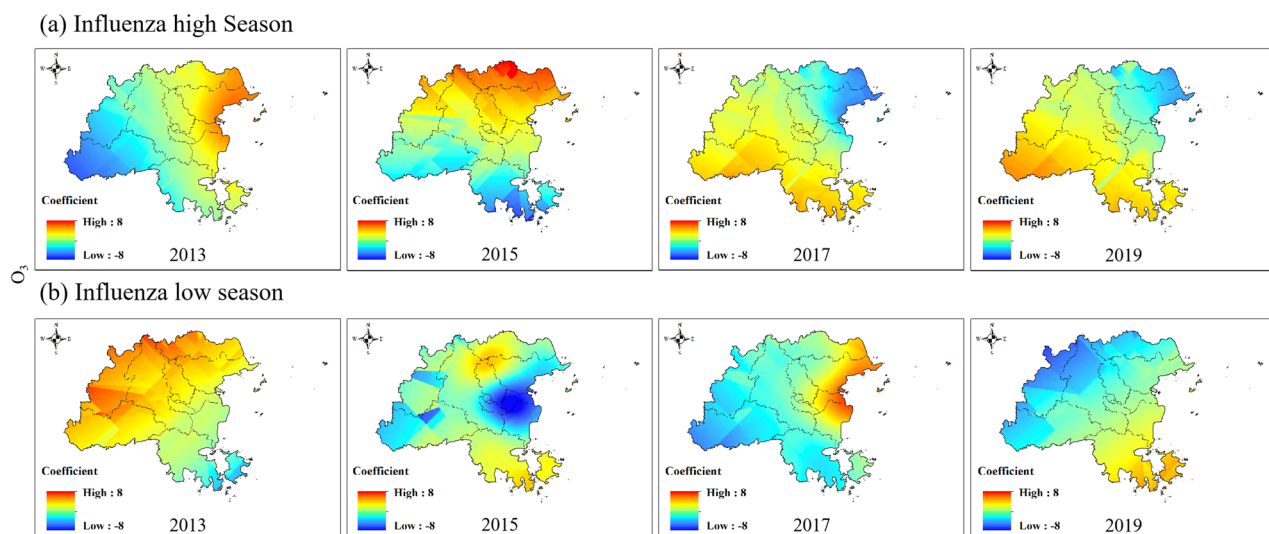 (a) Influenza high Season
N
W E
S
Coefficient
High : 8
Low : -8
2013
N
W E
S
Coefficient
High : 8
Low : -8
2015
N
W E
S
Coefficient
High : 8
Low : -8
2017
N
W E
S
Coefficient
High : 8
Low : -8
2019
O3
(b) Influenza low season
N
W E
S
Coefficient
High : 8
Low : -8
2013
N
W E
S
Coefficient
High : 8
Low : -8
2015
N
W E
S
Coefficient
High : 8
Low : -8
2017
N
W E
S
Coefficient
High : 8
Low : -8
2019